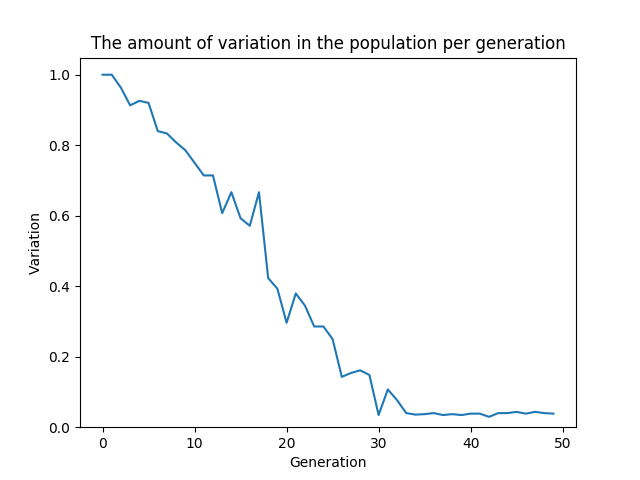 The amount of variation in the population per generation
1.0
0.8
0.6
0.4
0.2
0.0
Variation
0 10 20 30 40 50
Generation